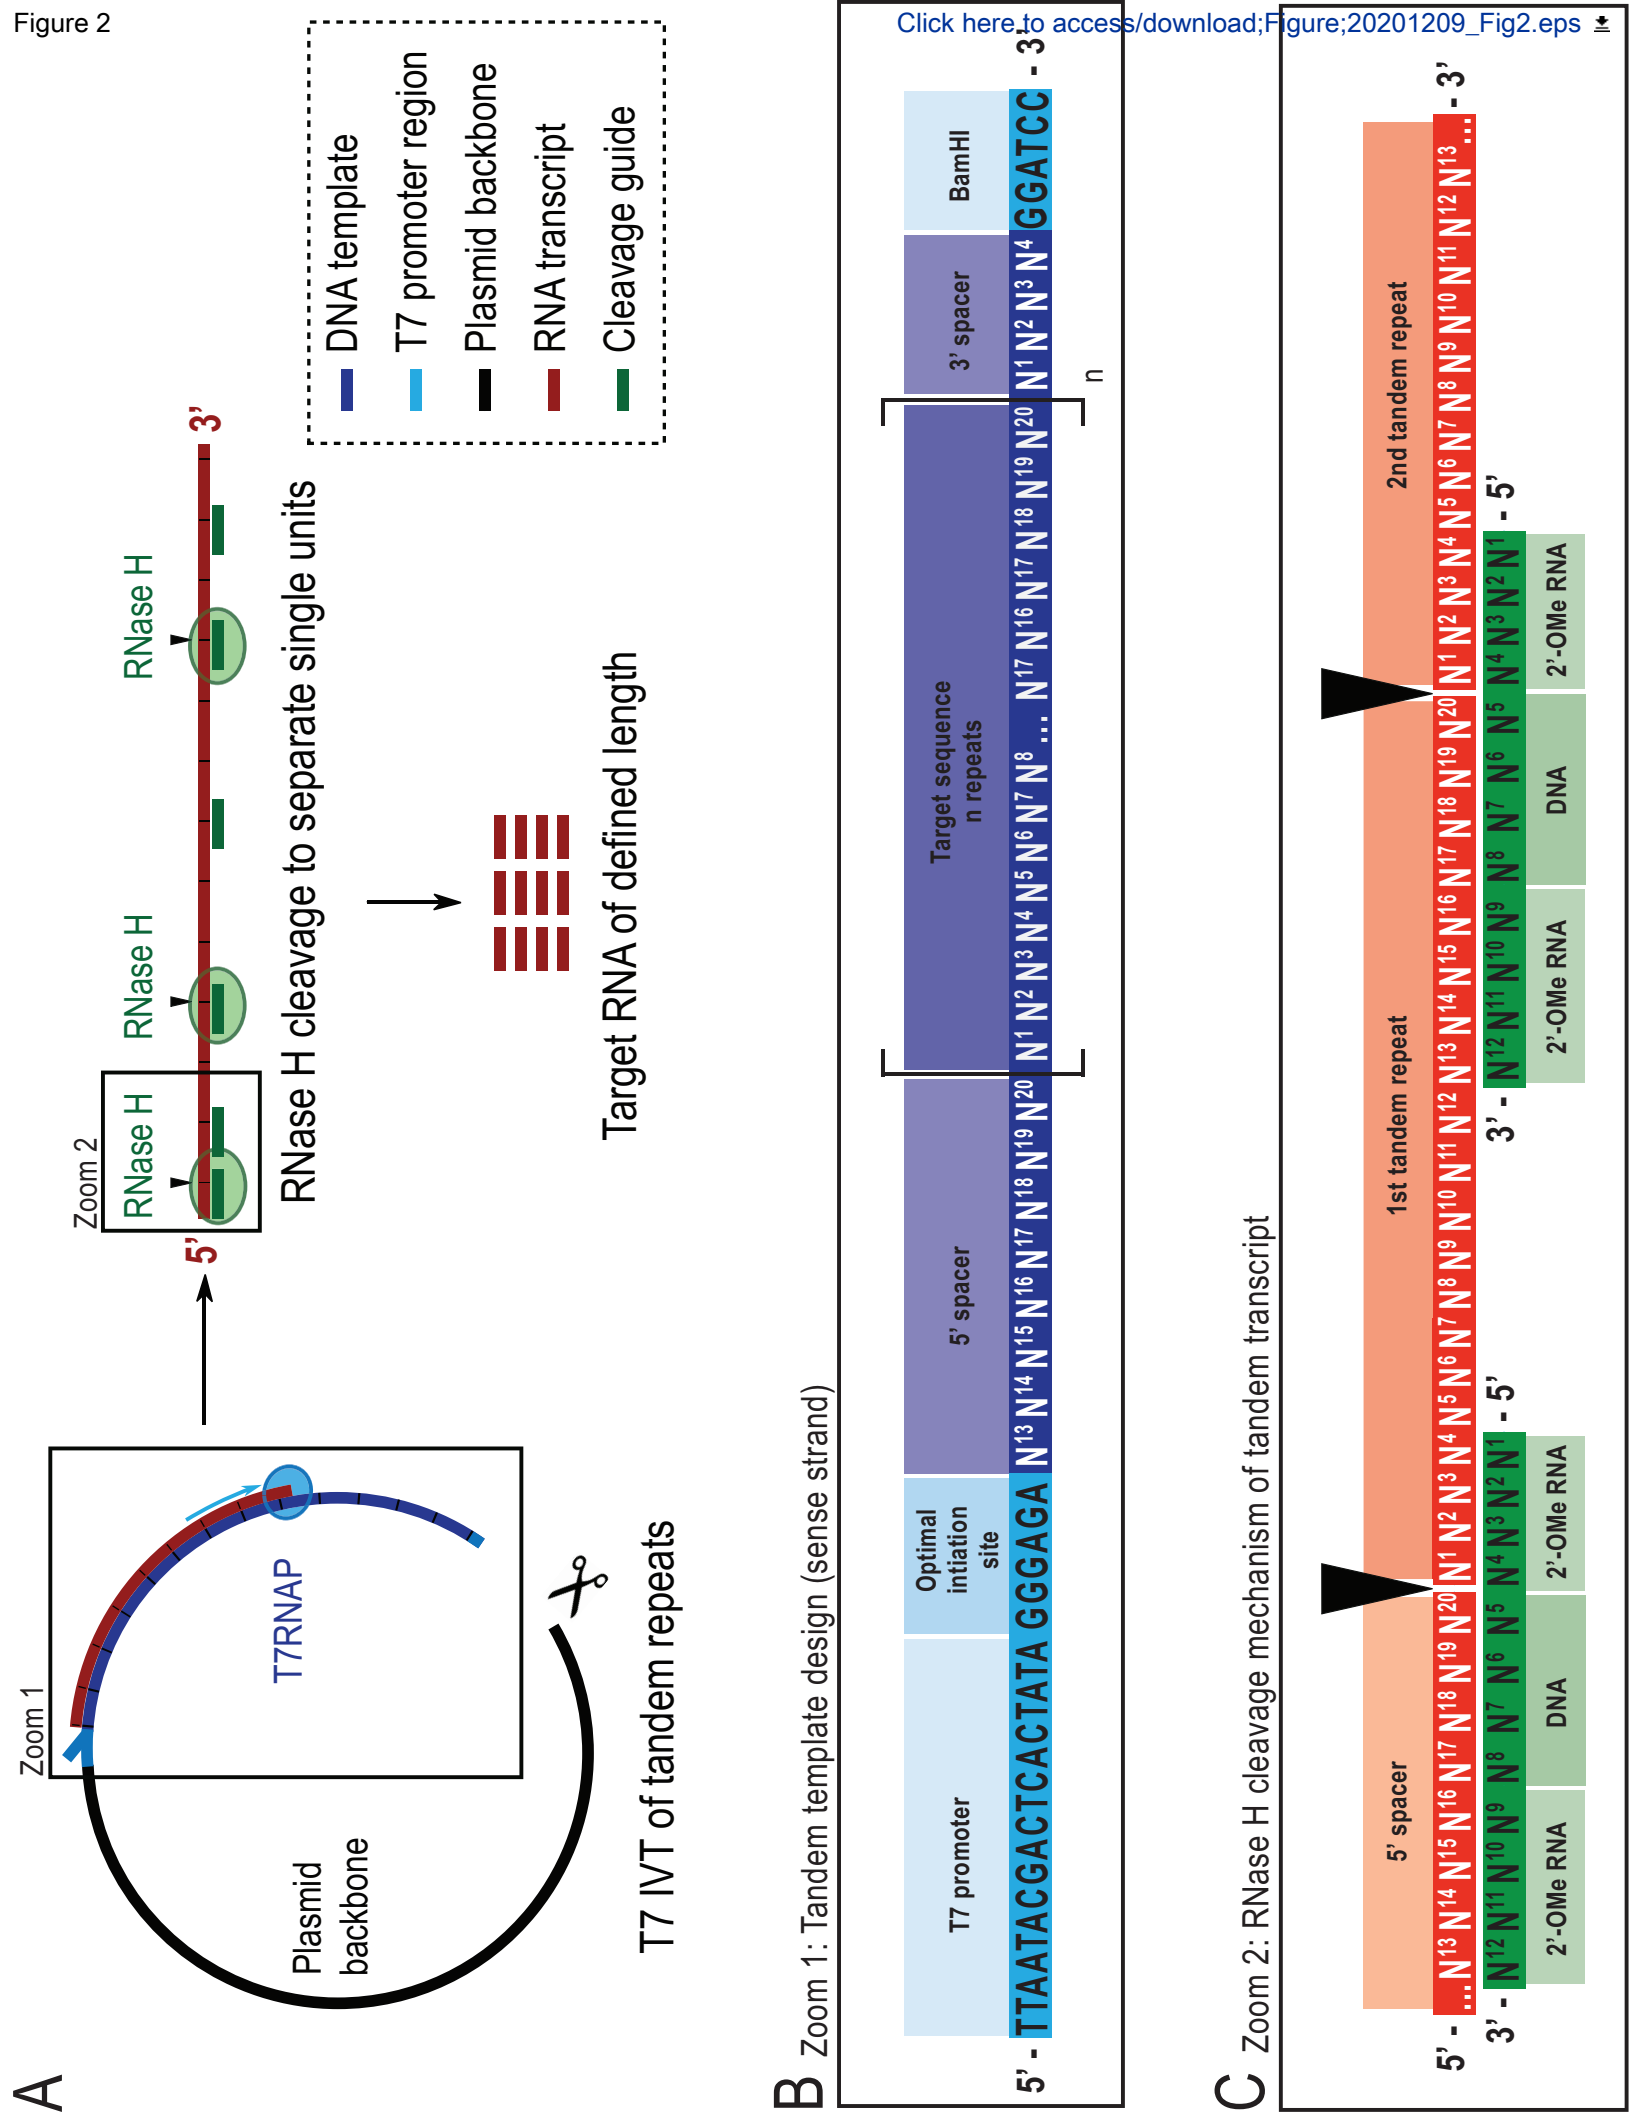 Figure 2
Click here to access/download;Figure;20201209_Fig2.eps
A
Zoom 1
Plasmid
backbone
T7RNAP
T7 IVT of tandem repeats
Zoom 2
RNase H
RNase H
RNase H
5’
3’
RNase H cleavage to separate single units
Target RNA of defined length
DNA template
T7 promoter region
Plasmid backbone
RNA transcript
Cleavage guide
B
Zoom 1: Tandem template design (sense strand)
T7 promoter
Optimal
intiation
site
5’ spacer
Target sequence
n repeats
3’ spacer
BamHI
5’ - TTAATACGACTCACTATA GGGAGA N13 N14 N15 N16 N17 N18 N19 N20 N1 N2 N3 N4 N5 N6 N7 N8 ... N17 N16 N17 N18 N19 N20 N1 N2 N3 N4 GGATCC - 3’
n
C
Zoom 2: RNase H cleavage mechanism of tandem transcript
5’ spacer
1st tandem repeat
2nd tandem repeat
5’ - ... N13 N14 N15 N16 N17 N18 N19 N20 N1 N2 N3 N4 N5 N6 N7 N8 N9 N10 N11 N12 N13 N14 N15 N16 N17 N18 N19 N20 N1 N2 N3 N4 N5 N6 N7 N8 N9 N10 N11 N12 N13 ... - 3’
3’ - N12 N11 N10 N9 N8 N7 N6 N5 N4 N3 N2 N1 - 5’
3’ - N12 N11 N10 N9 N8 N7 N6 N5 N4 N3 N2 N1 - 5’
2’-OMe RNA
DNA
2’-OMe RNA
2’-OMe RNA
DNA
2’-OMe RNA